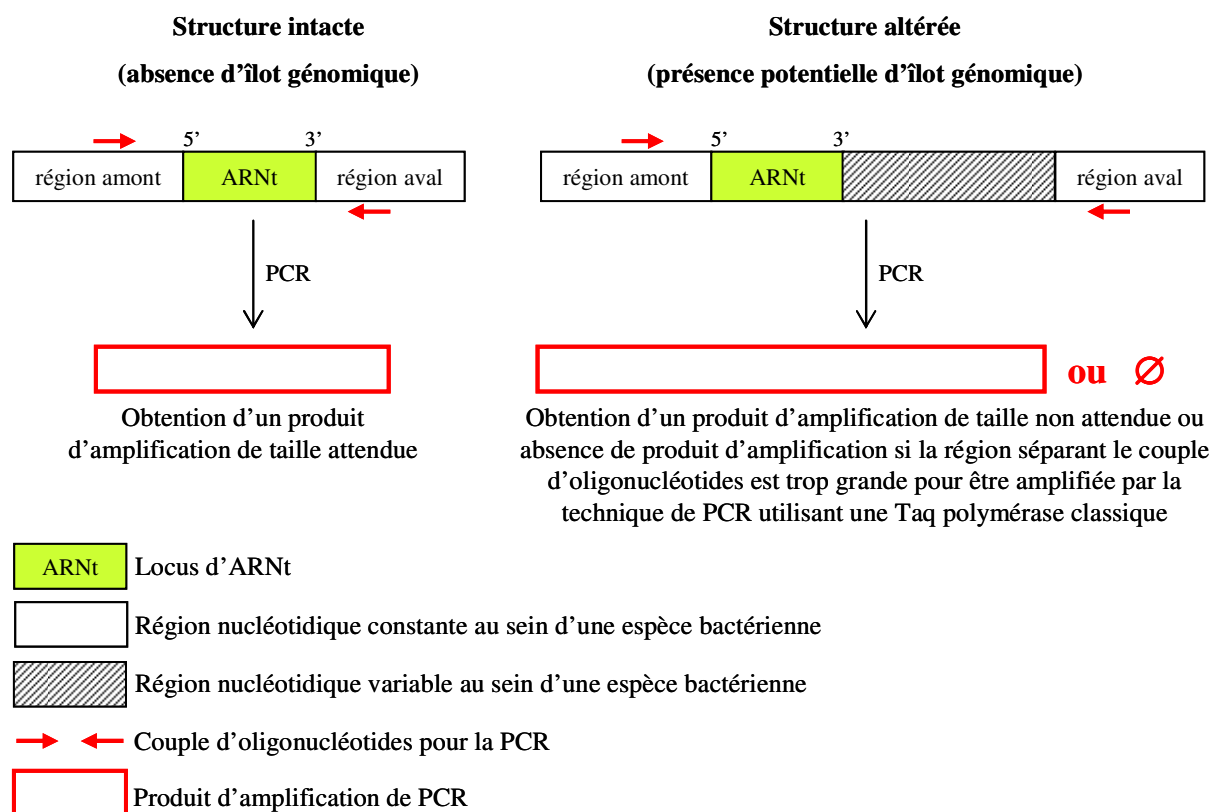 Structure intacte
(absence d’îlot génomique)
Structure altérée
(présence potentielle d’îlot génomique)
5’ 3’
région amont ARNt région aval
5’ 3’
région amont ARNt région aval
PCR
PCR
ou Ø
Obtention d’un produit
d’amplification de taille attendue
Obtention d’un produit d’amplification de taille non attendue ou
absence de produit d’amplification si la région séparant le couple
d’oligonucléotides est trop grande pour être amplifiée par la
technique de PCR utilisant une Taq polymérase classique
ARNt Locus d’ARNt
Région nucléotidique constante au sein d’une espèce bactérienne
Région nucléotidique variable au sein d’une espèce bactérienne
Couple d’oligonucléotides pour la PCR
Produit d’amplification de PCR